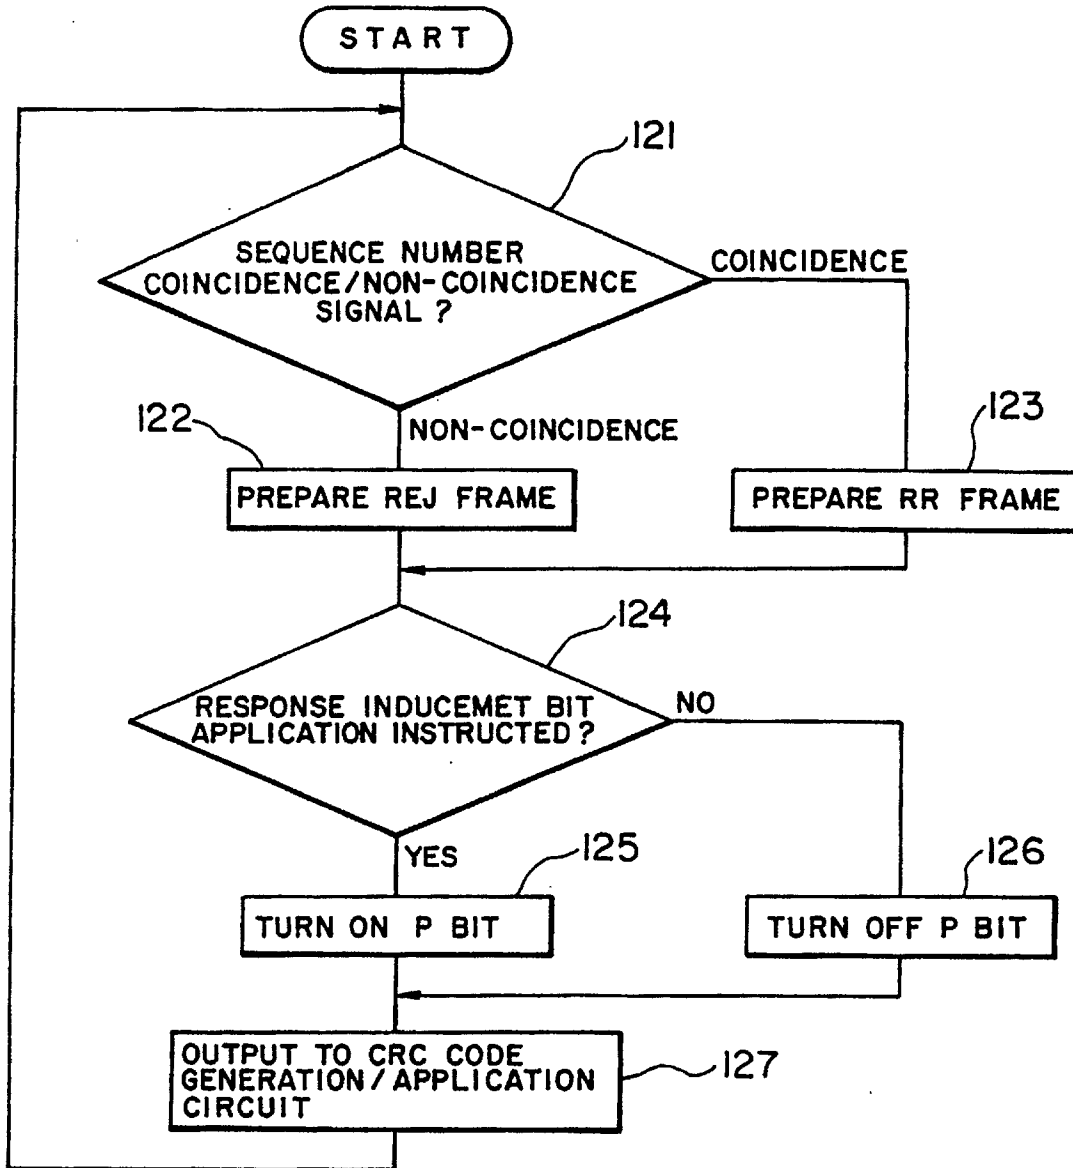 START
121
SEQUENCE NUMBER
COINCIDENCE/NON-COINCIDENCE
SIGNAL ?
COINCIDENCE
122
NON-COINCIDENCE
123
PREPARE REJ FRAME
PREPARE RR FRAME
124
RESPONSE INDUCEMET BIT
APPLICATION INSTRUCTED ?
NO
YES
125
126
TURN ON P BIT
TURN OFF P BIT
OUTPUT TO CRC CODE
GENERATION/APPLICATION
CIRCUIT
127